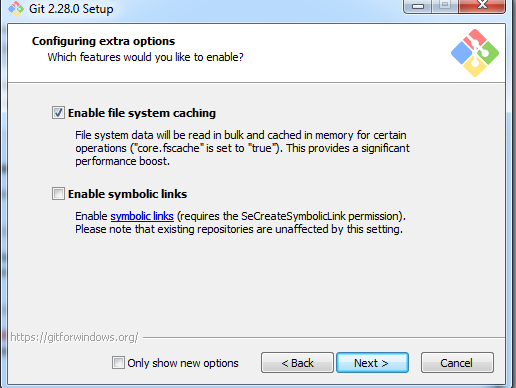 Git 2.28.0 Setup
Configuring extra options
Which features would you like to enable?
Enable file system caching
File system data will be read in bulk and cached in memory for certain
operations ("core.fscache" is set to "true"). This provides a significant
performance boost.
Enable symbolic links
Enable symbolic links (requires the SeCreateSymbolicLink permission).
Please note that existing repositories are unaffected by this setting.
https://gitforwindows.org/
Only show new options
< Back
Next >
Cancel